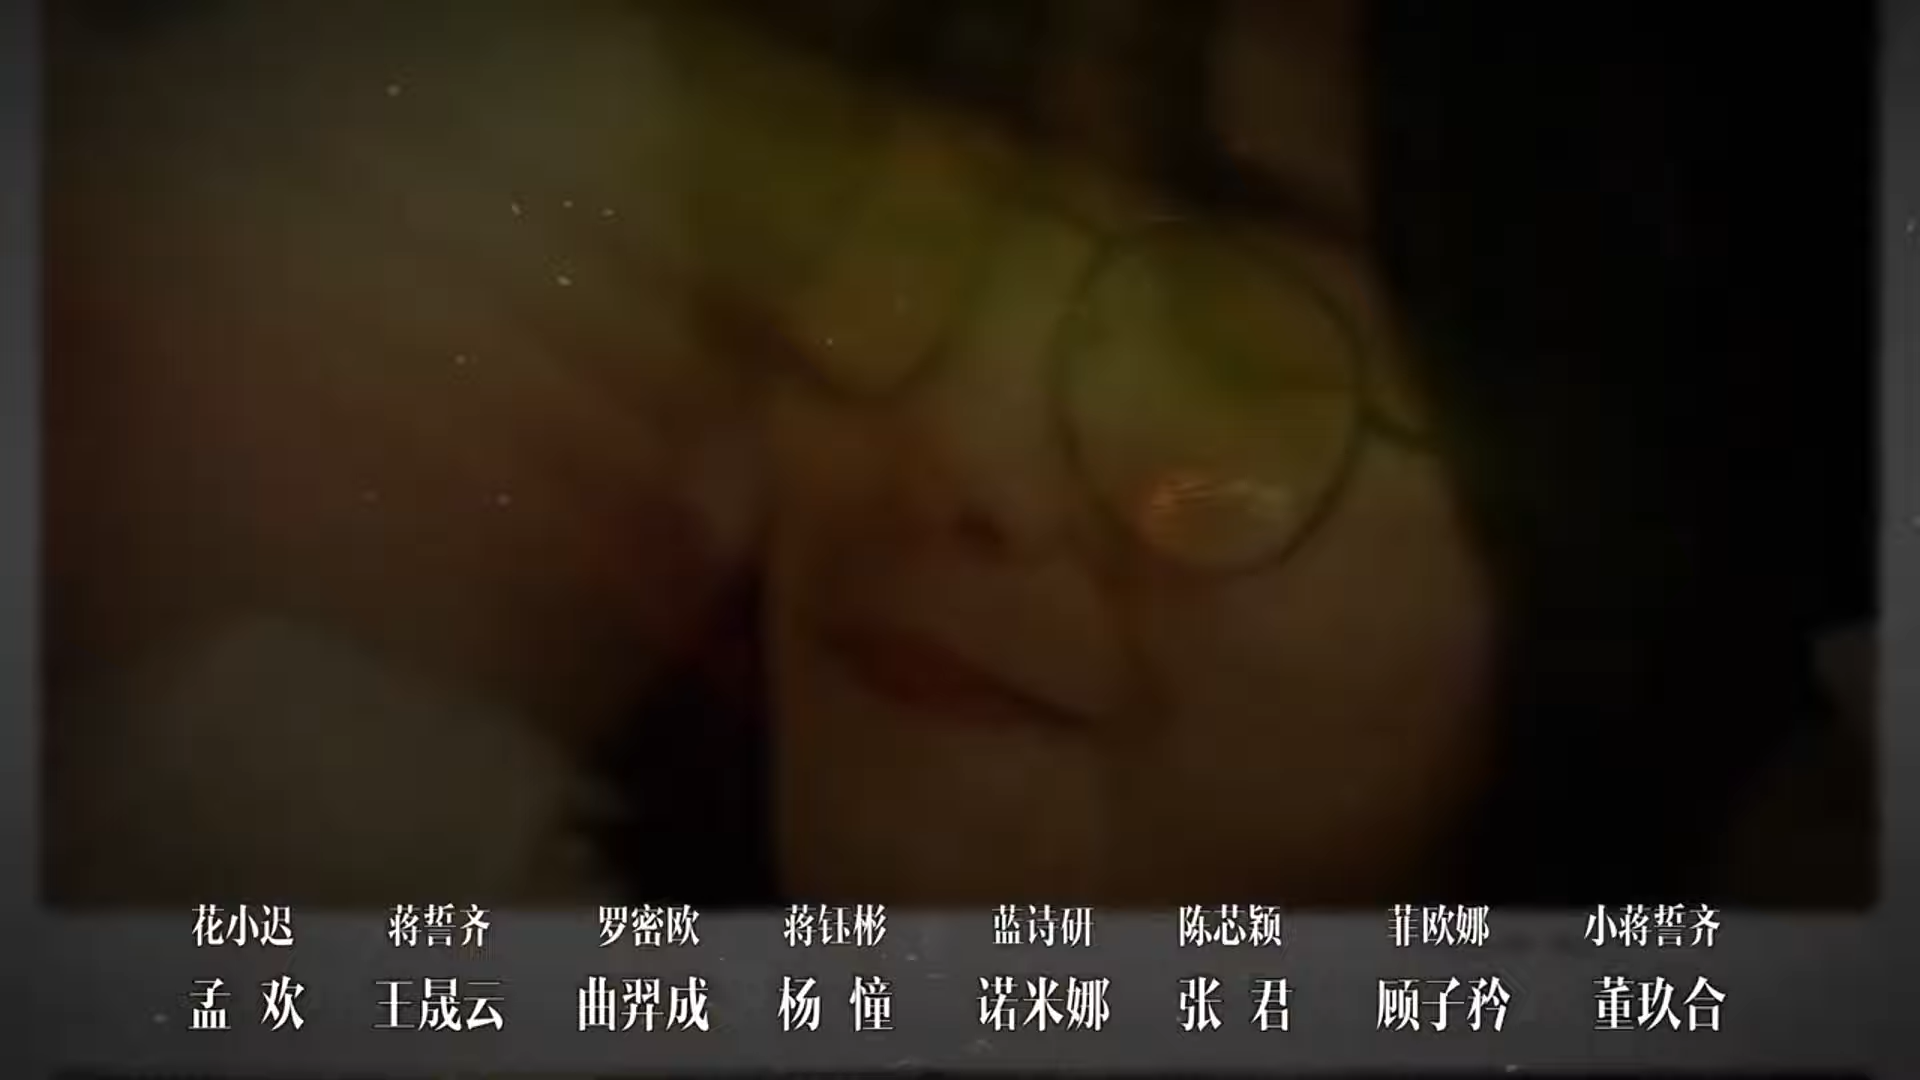 花小迟 蒋誓齐 罗密欧 蒋钰彬 蓝诗研 陈芯颖 菲欧娜 小蒋誓齐
孟欢 王晟云 曲羿成 杨憧 诺米娜 张君 顾子矜 董玖合